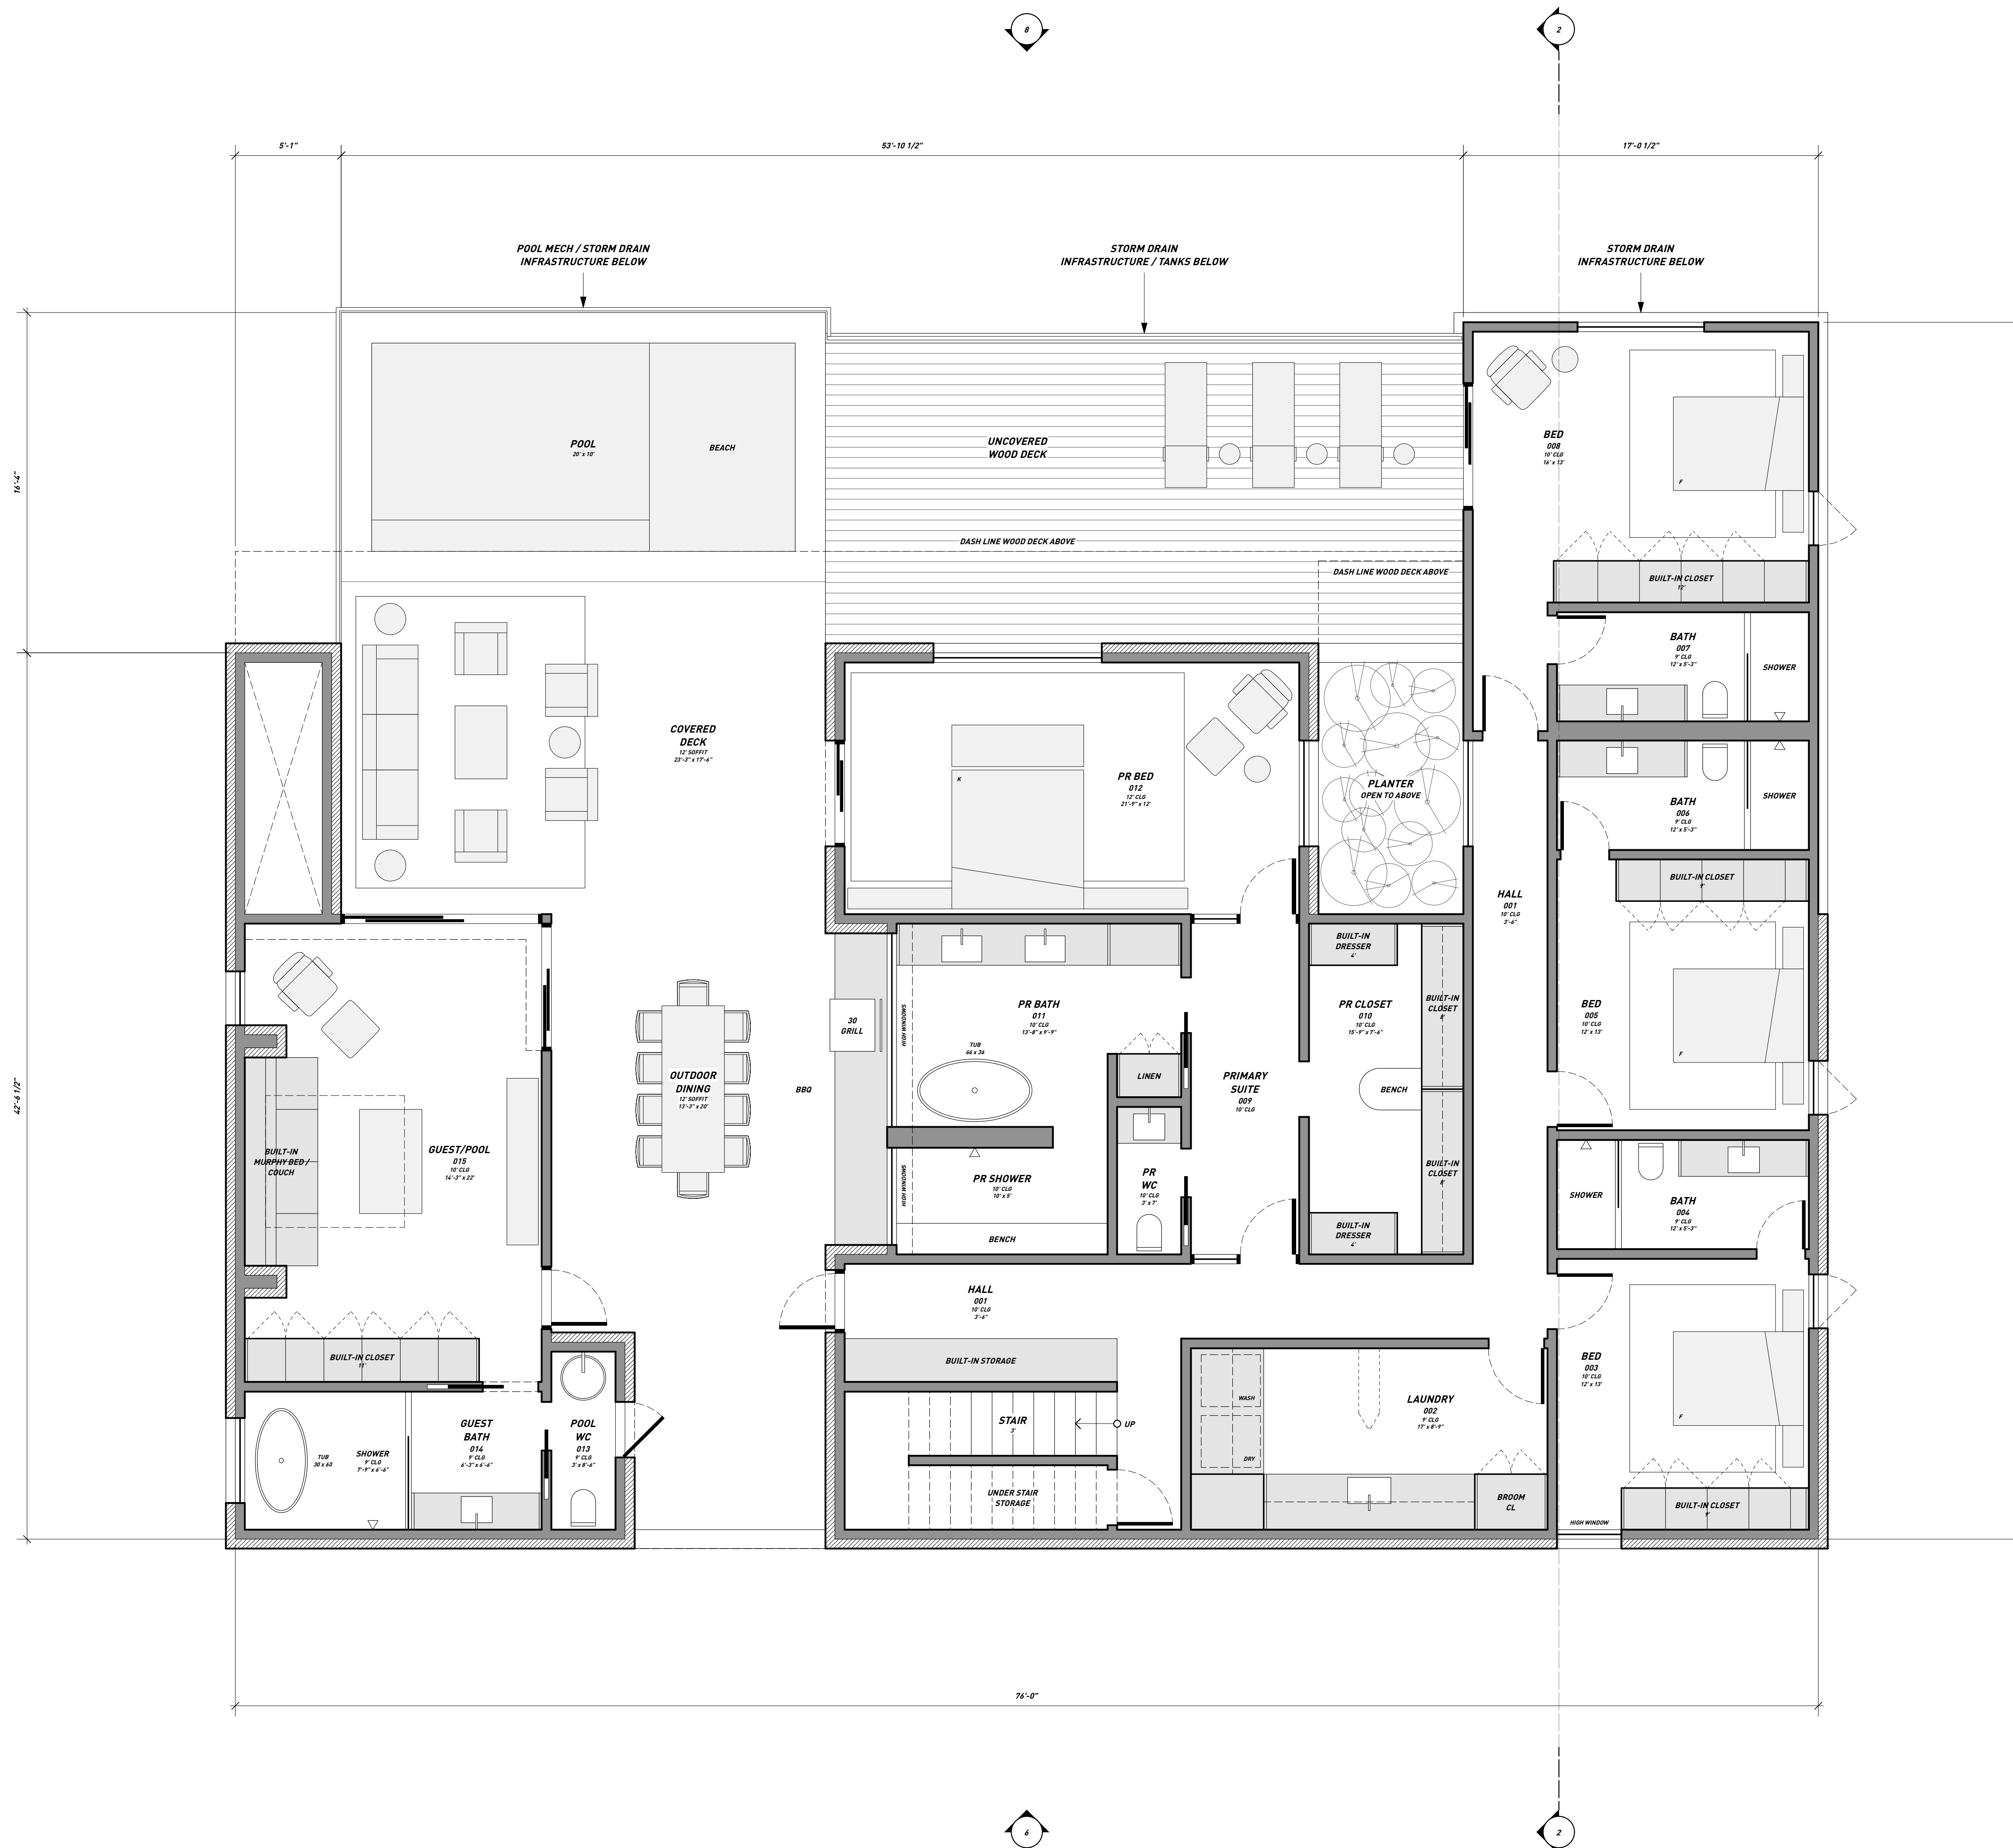 8
2
5'-1"
53'-10 1/2"
17'-0 1/2"
POOL MECH / STORM DRAIN
INFRASTRUCTURE BELOW
STORM DRAIN
INFRASTRUCTURE / TANKS BELOW
STORM DRAIN
INFRASTRUCTURE BELOW
16'-4"
42'-6 1/2"
POOL
20' x 10'
BEACH
UNCOVERED
WOOD DECK
DASH LINE WOOD DECK ABOVE
DASH LINE WOOD DECK ABOVE
BED
008
10' CLG
16' x 13'
F
BUILT-IN CLOSET
13'
BATH
007
9' CLG
12' x 5'-3"
SHOWER
COVERED
DECK
12' SOFFIT
23'-3" x 17'-6"
K
PR BED
012
12' CLG
21'-9" x 12'
PLANTER
OPEN TO ABOVE
BATH
006
9' CLG
12' x 5'-3"
SHOWER
BUILT-IN CLOSET
9'
HALL
001
10' CLG
3'-6"
BUILT-IN
DRESSER
4'
PR BATH
011
10' CLG
13'-8" x 9'-9"
HIGH WINDOWS
TUB
66 x 36
LINEN
30
GRILL
BBQ
OUTDOOR
DINING
12' SOFFIT
13'-3" x 20'
PR CLOSET
010
10' CLG
15'-9" x 7'-6"
BUILT-IN
CLOSET
8'
BENCH
PRIMARY
SUITE
009
10' CLG
BED
005
10' CLG
12' x 13'
F
BUILT-IN
MURPHY BED /
COUCH
GUEST/POOL
015
10' CLG
14'-3" x 22'
HIGH WINDOWS
PR SHOWER
10' CLG
10' x 5'
BENCH
PR
WC
10' CLG
3' x 7'
BUILT-IN
CLOSET
8'
BUILT-IN
DRESSER
4'
SHOWER
BATH
004
9' CLG
12' x 5'-3"
HALL
001
10' CLG
3'-6"
BUILT-IN STORAGE
BUILT-IN CLOSET
11'
TUB
30 x 60
SHOWER
9' CLG
7'-9" x 6'-6"
GUEST
BATH
014
9' CLG
6'-3" x 6'-6"
POOL
WC
013
9' CLG
3' x 8'-6"
STAIR
3'
UP
UNDER STAIR
STORAGE
WASH
DRY
LAUNDRY
002
9' CLG
17' x 8'-9"
BROOM
CL
BED
003
10' CLG
12' x 13'
F
BUILT-IN CLOSET
9'
HIGH WINDOW
76'-0"
6
2